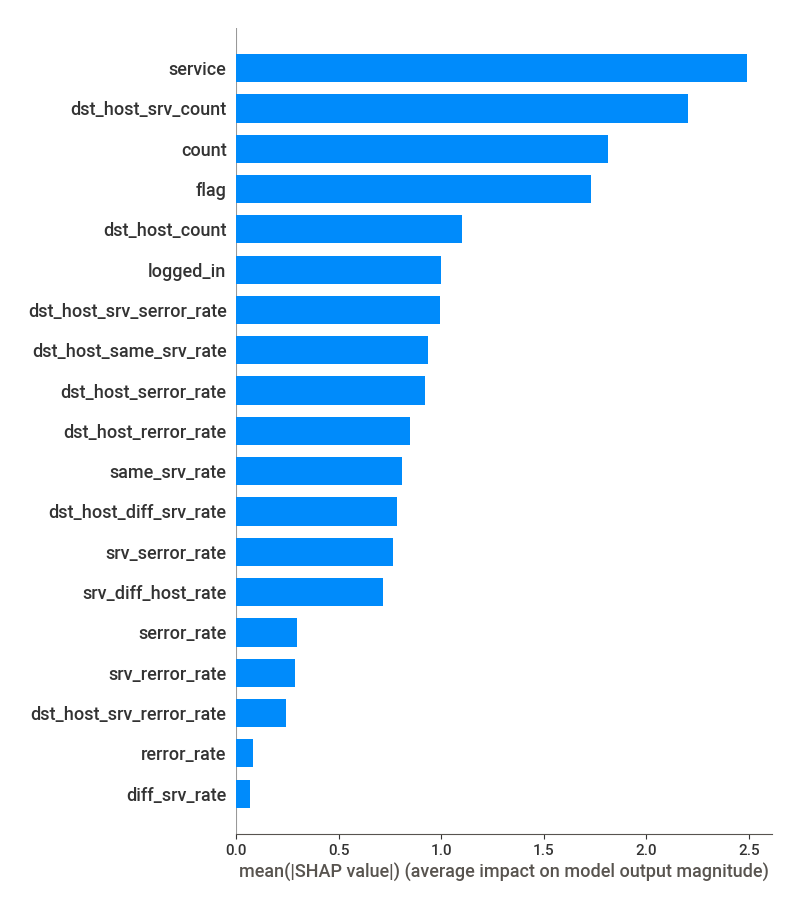 service
dst_host_srv_count
count
flag
dst_host_count
logged_in
dst_host_srv_serror_rate
dst_host_same_srv_rate
dst_host_serror_rate
dst_host_rerror_rate
same_srv_rate
dst_host_diff_srv_rate
srv_serror_rate
srv_diff_host_rate
serror_rate
srv_rerror_rate
dst_host_srv_rerror_rate
rerror_rate
diff_srv_rate
0.0 0.5 1.0 1.5 2.0 2.5
mean(|SHAP value|) (average impact on model output magnitude)